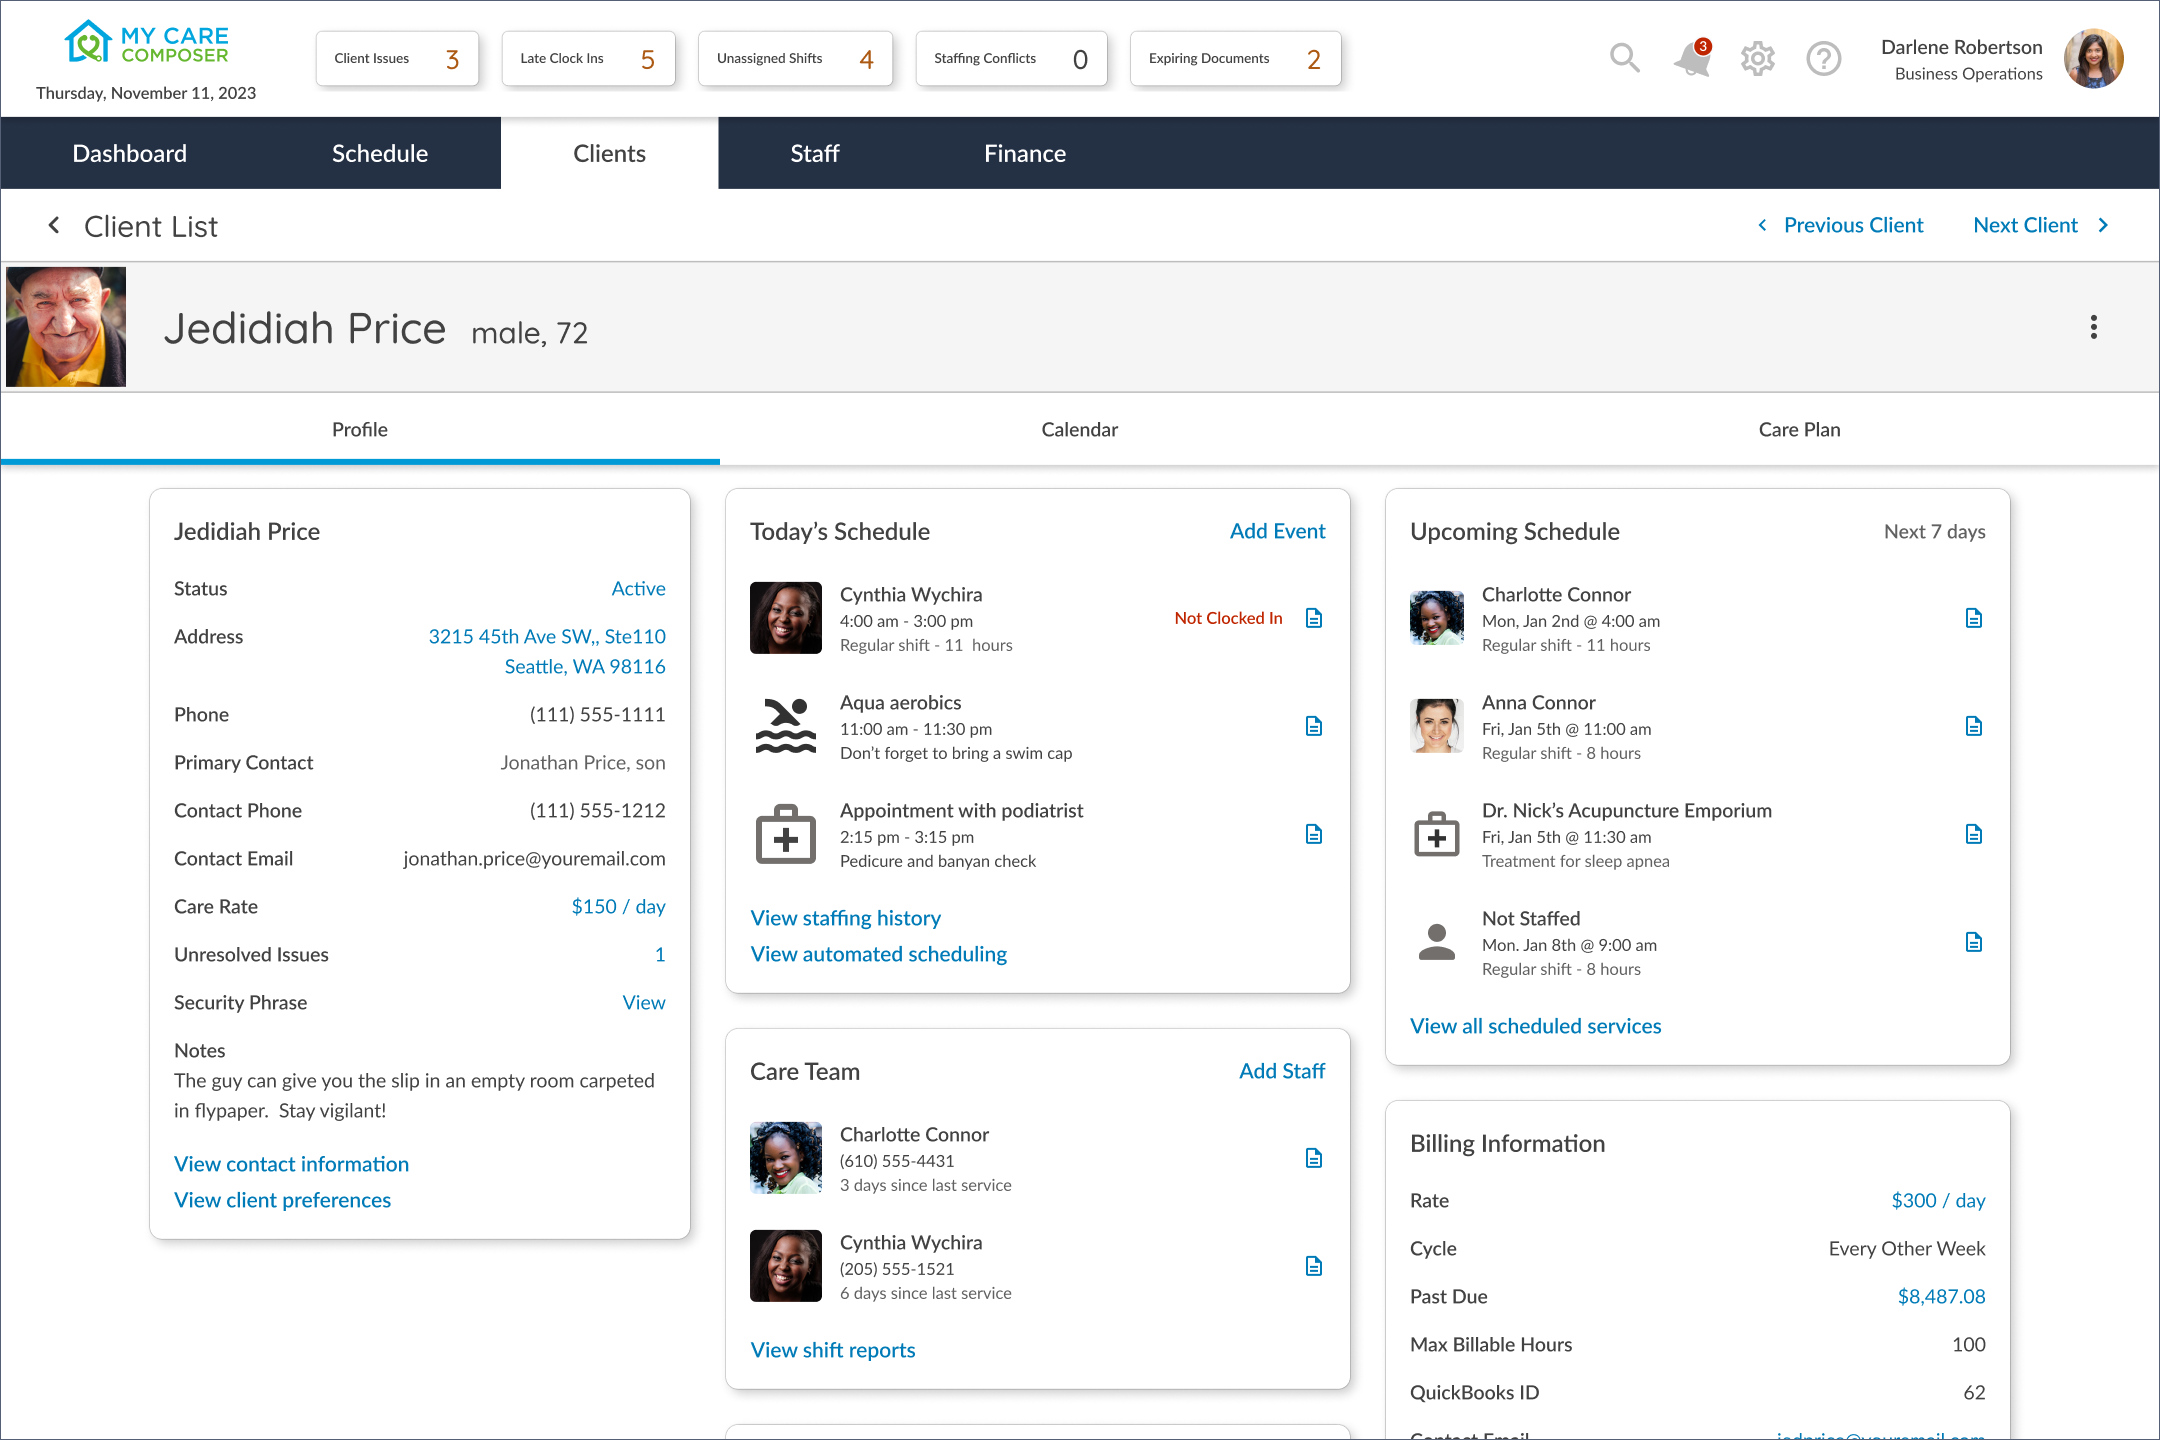 MY CARE
COMPOSER
Thursday, November 11, 2023
Client Issues 3
Late Clock Ins 5
Unassigned Shifts 4
Staffing Conflicts 0
Expiring Documents 2
3
Darlene Robertson
Business Operations
Dashboard Schedule Clients Staff Finance
Client List
Previous Client Next Client
Jedidiah Price male, 72
Profile Calendar Care Plan
Jedidiah Price
Status Active
Address 3215 45th Ave SW,, Ste110
Seattle, WA 98116
Phone (111) 555-1111
Primary Contact Jonathan Price, son
Contact Phone (111) 555-1212
Contact Email jonathan.price@youremail.com
Care Rate $150 / day
Unresolved Issues 1
Security Phrase View
Notes
The guy can give you the slip in an empty room carpeted
in flypaper.  Stay vigilant!
View contact information
View client preferences
Today’s Schedule Add Event
Cynthia Wychira
4:00 am - 3:00 pm
Regular shift - 11  hours
Not Clocked In
Aqua aerobics
11:00 am - 11:30 pm
Don’t forget to bring a swim cap
Appointment with podiatrist
2:15 pm - 3:15 pm
Pedicure and banyan check
View staffing history
View automated scheduling
Care Team Add Staff
Charlotte Connor
(610) 555-4431
3 days since last service
Cynthia Wychira
(205) 555-1521
6 days since last service
View shift reports
Upcoming Schedule Next 7 days
Charlotte Connor
Mon, Jan 2nd @ 4:00 am
Regular shift - 11 hours
Anna Connor
Fri, Jan 5th @ 11:00 am
Regular shift - 8 hours
Dr. Nick’s Acupuncture Emporium
Fri, Jan 5th @ 11:30 am
Treatment for sleep apnea
Not Staffed
Mon. Jan 8th @ 9:00 am
Regular shift - 8 hours
View all scheduled services
Billing Information
Rate $300 / day
Cycle Every Other Week
Past Due $8,487.08
Max Billable Hours 100
QuickBooks ID 62
Contact Email jedprice@youremail.com